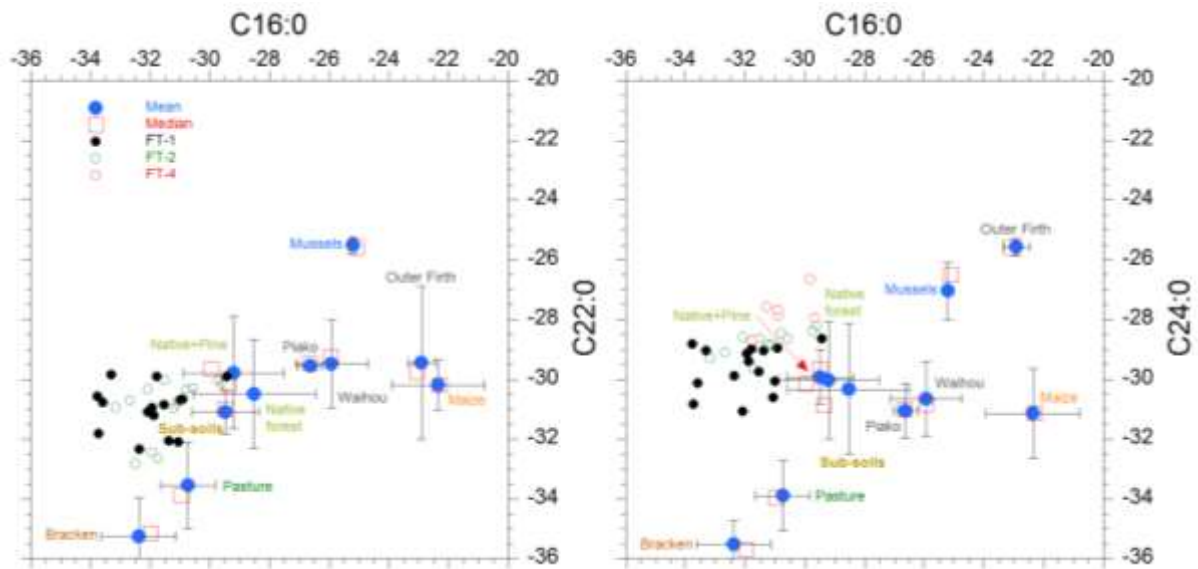 C16:0
C16:0
-36 -34 -32 -30 -28 -26 -24 -22
-36 -34 -32 -30 -28 -26 -24 -22 -20
-20
-22
-24
-26
-28
-30
-32
-34
-36
C22:0
Mean
Median
FT-1
FT-2
FT-4
Mussels
Outer Firth
Native+Pine
Piako
Waihou
Maize
Native
forest
Sub-soils
Pasture
Bracken
-20
-22
-24
-26
-28
-30
-32
-34
-36
C24:0
Outer Firth
Mussels
Native+Pine
Native
forest
Waihou
Piako
Maize
Sub-soils
Pasture
Bracken